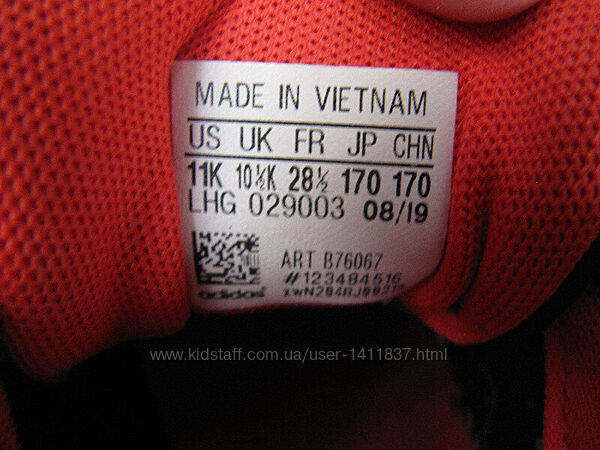 MADE IN VIETNAM
US UK FR JP CHN
11K 10½K 28½ 170 170
LHG 029003 08/19
ART B76067
#123484516
adidas
www.kidstaff.com.ua/user-1411837.html